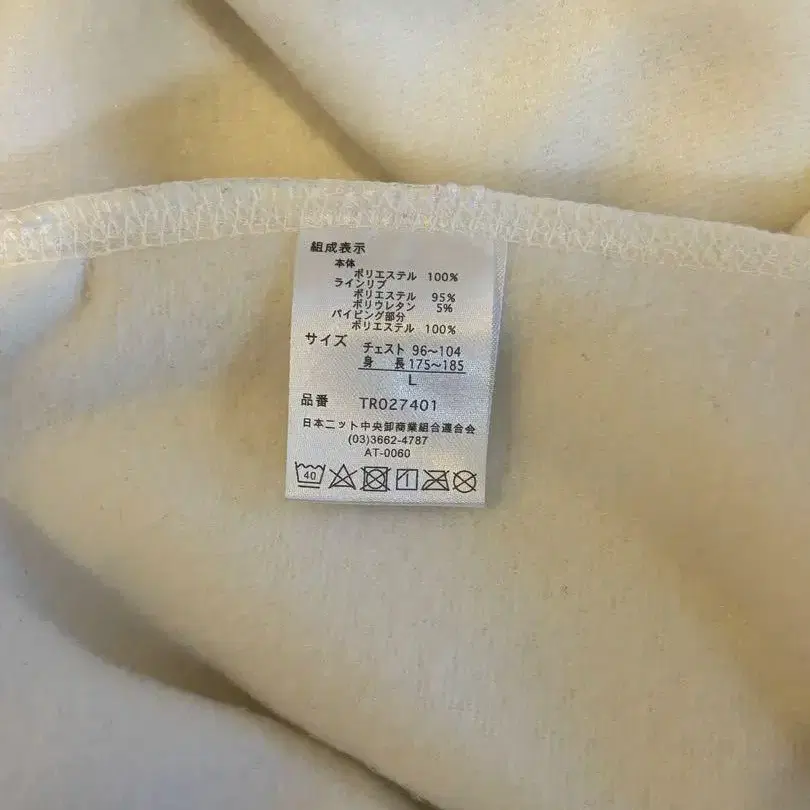 組成表示
本体
ポリエステル 100%
ラインリブ
ポリエステル 95%
ポリウレタン 5%
パイピング部分
ポリエステル 100%
サイズ
チェスト 96~104
身 長 175~185
L
品番 TR027401
日本ニット中央卸商業組合連合会
(03)3662-4787
AT-0060
40